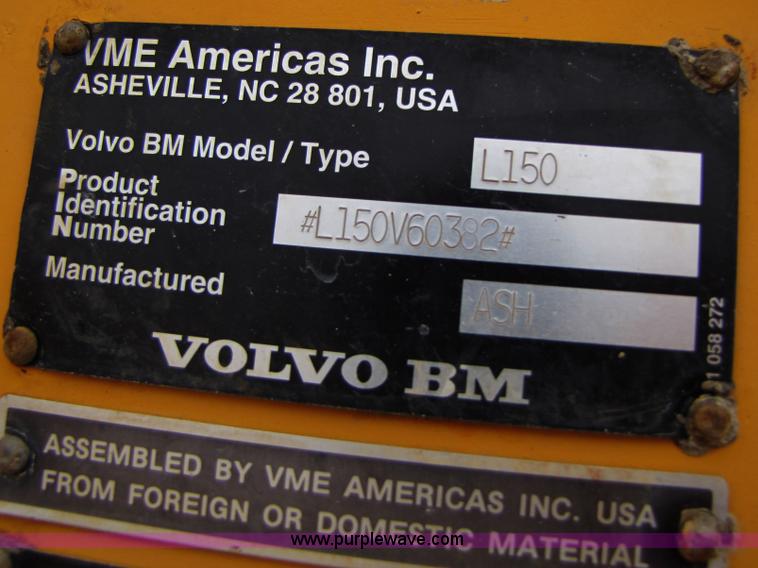 VME Americas Inc.
ASHEVILLE, NC 28 801, USA
Volvo BM Model / Type L150
Product
Identification
Number #L150V60382#
Manufactured ASH
VOLVO BM
1 058 272
ASSEMBLED BY VME AMERICAS INC. USA
FROM FOREIGN OR DOMESTIC MATERIAL
www.purplewave.com